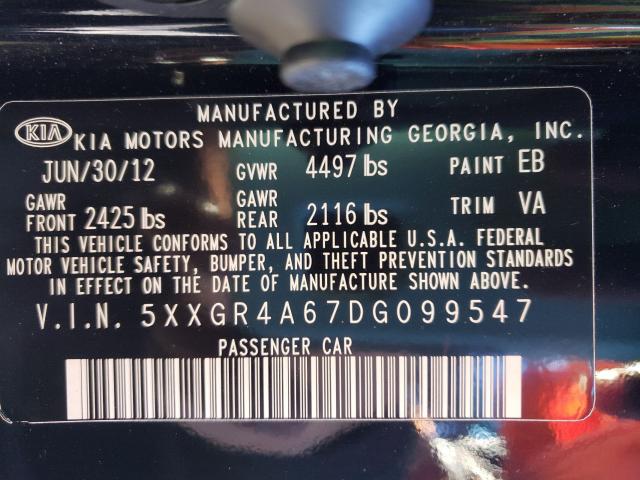 MANUFACTURED BY
KIA KIA MOTORS MANUFACTURING GEORGIA, INC.
JUN/30/12 GVWR 4497 lbs PAINT EB
GAWR FRONT 2425 lbs GAWR REAR 2116 lbs TRIM VA
THIS VEHICLE CONFORMS TO ALL APPLICABLE U.S.A. FEDERAL
MOTOR VEHICLE SAFETY, BUMPER, AND THEFT PREVENTION STANDARDS
IN EFFECT ON THE DATE OF MANUFACTURE SHOWN ABOVE.
V.I.N. 5XXGR4A67DG099547
PASSENGER CAR